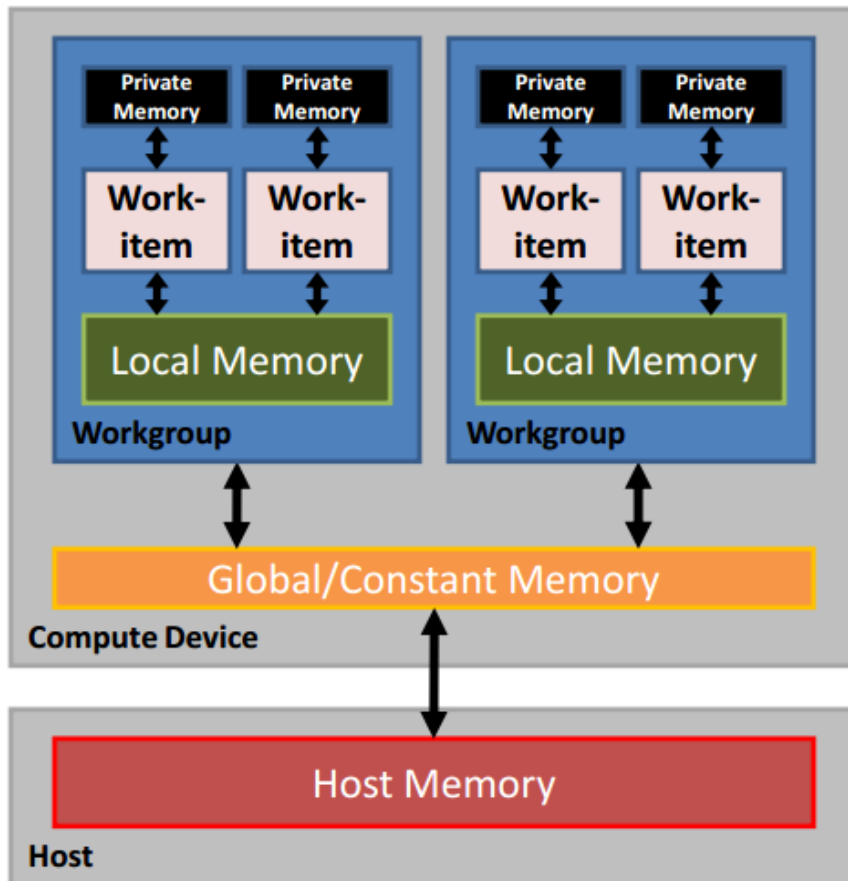 Private
Memory
Private
Memory
Private
Memory
Private
Memory
Work-
item
Work-
item
Work-
item
Work-
item
Local Memory
Local Memory
Workgroup
Workgroup
Global/Constant Memory
Compute Device
Host Memory
Host